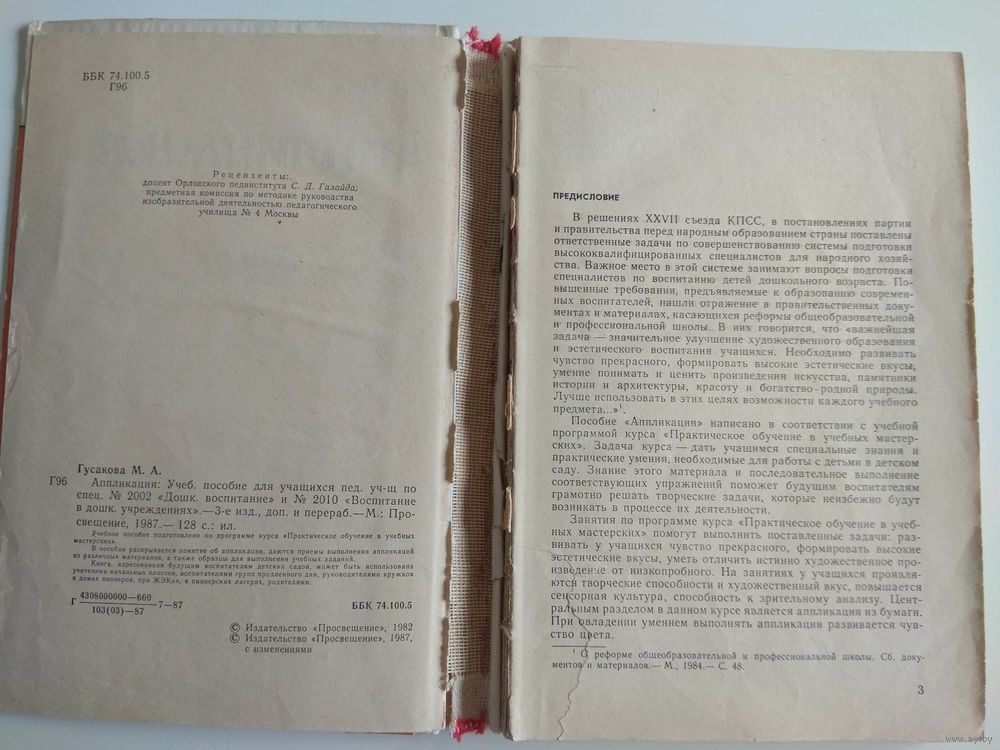 ББК 74.100.5
Г96
Рецензенты:
доцент Орловского пединститута С. Д. Галайда;
предметная комиссия по методике руководства
изобразительной деятельностью педагогического
училища № 4 Москвы
Гусакова М. А.
Г96 Аппликация: Учеб. пособие для учащихся пед. уч-щ по
спец. № 2002 «Дошк. воспитание» и № 2010 «Воспитание
в дошк. учреждениях».—3-е изд., доп. и перераб.—М.: Про-
свещение, 1987.— 128 с.: ил.
Учебное пособие подготовлено по программе курса «Практическое обучение в учебных
мастерских».
В пособии раскрывается понятие об аппликации, даются приемы выполнения аппликаций
из различных материалов, а также образцы для выполнения учебных заданий.
Книга, адресованная будущим воспитателям детских садов, может быть использована
учителями начальных классов, воспитателями групп продленного дня, руководителями кружков
в домах пионеров, при ЖЭКах, в пионерских лагерях, родителями.
Г 4308000000—660
103(03)—87 7—87
ББК 74.100.5
© Издательство «Просвещение», 1982
© Издательство «Просвещение», 1987,
с изменениями
ПРЕДИСЛОВИЕ
В решениях XXVII съезда КПСС, в постановлениях партии
и правительства перед народным образованием страны поставлены
ответственные задачи по совершенствованию системы подготовки
высококвалифицированных специалистов для народного хозяй-
ства. Важное место в этой системе занимают вопросы подготовки
специалистов по воспитанию детей дошкольного возраста. По-
вышенные требования, предъявляемые к образованию современ-
ных воспитателей, нашли отражение в правительственных доку-
ментах и материалах, касающихся реформы общеобразовательной
и профессиональной школы. В них говорится, что «важнейшая
задача — значительное улучшение художественного образования
и эстетического воспитания учащихся. Необходимо развивать
чувство прекрасного, формировать высокие эстетические вкусы,
умение понимать и ценить произведения искусства, памятники
истории и архитектуры, красоту и богатство родной природы.
Лучше использовать в этих целях возможности каждого учебного
предмета...»¹.
Пособие «Аппликация» написано в соответствии с учебной
программой курса «Практическое обучение в учебных мастер-
ских». Задача курса — дать учащимся специальные знания и
практические умения, необходимые для работы с детьми в детском
саду. Знание этого материала и последовательное выполнение
соответствующих упражнений поможет будущим воспитателям
грамотно решать творческие задачи, которые неизбежно будут
возникать в процессе их деятельности.
Занятия по программе курса «Практическое обучение в учеб-
ных мастерских» помогут выполнить поставленные задачи: раз-
вивать у учащихся чувство прекрасного, формировать высокие
эстетические вкусы, уметь отличить истинно художественное про-
изведение от низкопробного. На занятиях у учащихся проявля-
ются творческие способности и художественный вкус, повышается
сенсорная культура, способность к зрительному анализу. Цент-
ральным разделом в данном курсе является аппликация из бумаги.
При овладении умением выполнять аппликации развивается чув-
ство цвета.
¹ О реформе общеобразовательной и профессиональной школы. Сб. доку-
ментов и материалов.— М., 1984.— С. 48.
3
www.ay.by